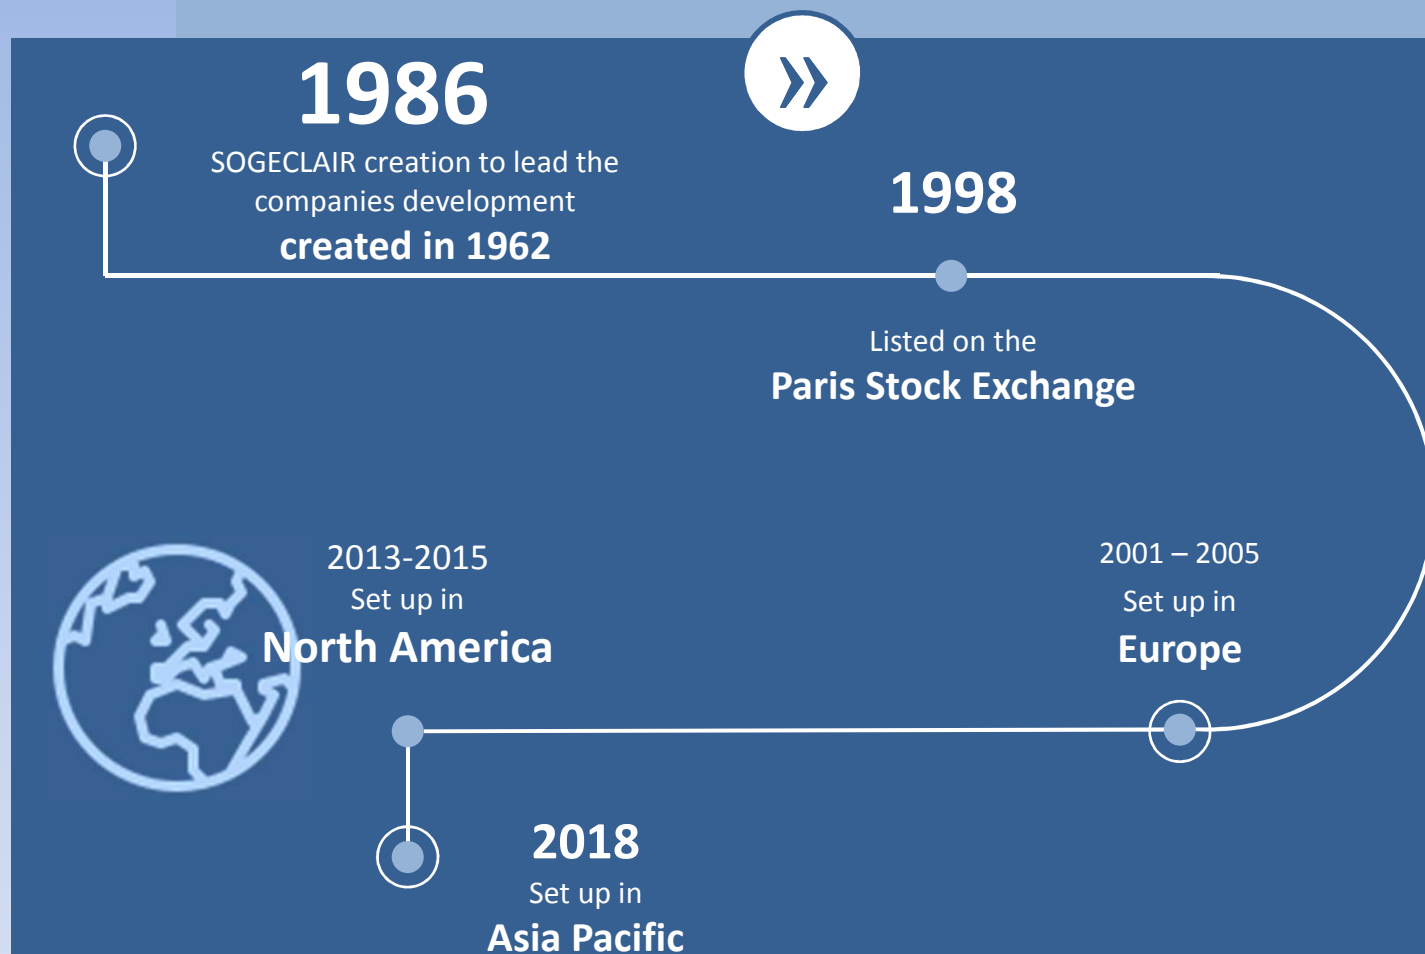 1986
SOGECLAIR creation to lead the
companies development
created in 1962
»
1998
Listed on the
Paris Stock Exchange
2001 – 2005
Set up in
Europe
2013-2015
Set up in
North America
2018
Set up in
Asia Pacific